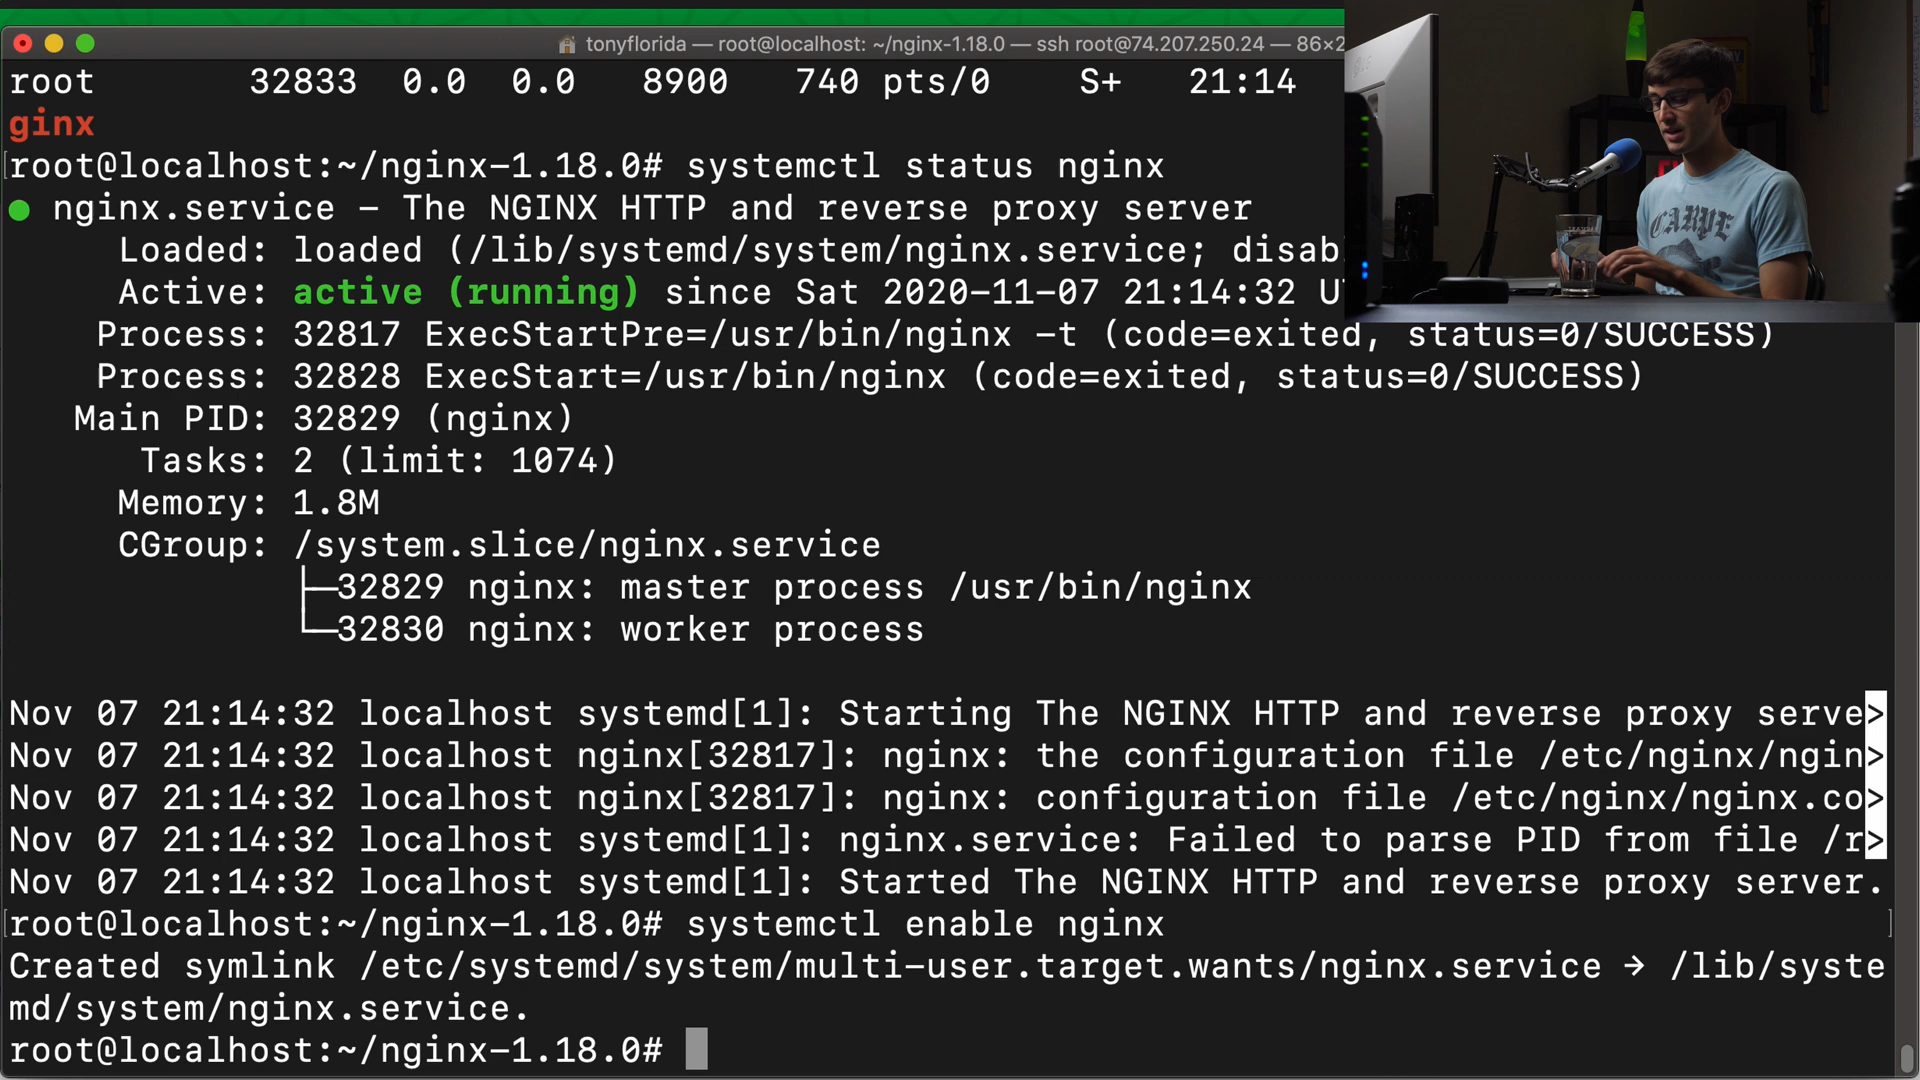 tonyflorida — root@localhost: ~/nginx-1.18.0 — ssh root@74.207.250.24 — 86×2
root 32833 0.0 0.0 8900 740 pts/0 S+ 21:14
ginx
root@localhost:~/nginx-1.18.0# systemctl status nginx
● nginx.service – The NGINX HTTP and reverse proxy server
Loaded: loaded (/lib/systemd/system/nginx.service; disab
Active: active (running) since Sat 2020-11-07 21:14:32 U
Process: 32817 ExecStartPre=/usr/bin/nginx -t (code=exited, status=0/SUCCESS)
Process: 32828 ExecStart=/usr/bin/nginx (code=exited, status=0/SUCCESS)
Main PID: 32829 (nginx)
Tasks: 2 (limit: 1074)
Memory: 1.8M
CGroup: /system.slice/nginx.service
├─32829 nginx: master process /usr/bin/nginx
└─32830 nginx: worker process
Nov 07 21:14:32 localhost systemd[1]: Starting The NGINX HTTP and reverse proxy serve>
Nov 07 21:14:32 localhost nginx[32817]: nginx: the configuration file /etc/nginx/ngin>
Nov 07 21:14:32 localhost nginx[32817]: nginx: configuration file /etc/nginx/nginx.co>
Nov 07 21:14:32 localhost systemd[1]: nginx.service: Failed to parse PID from file /r>
Nov 07 21:14:32 localhost systemd[1]: Started The NGINX HTTP and reverse proxy server.
root@localhost:~/nginx-1.18.0# systemctl enable nginx
Created symlink /etc/systemd/system/multi-user.target.wants/nginx.service → /lib/syste
md/system/nginx.service.
root@localhost:~/nginx-1.18.0#
CARPE